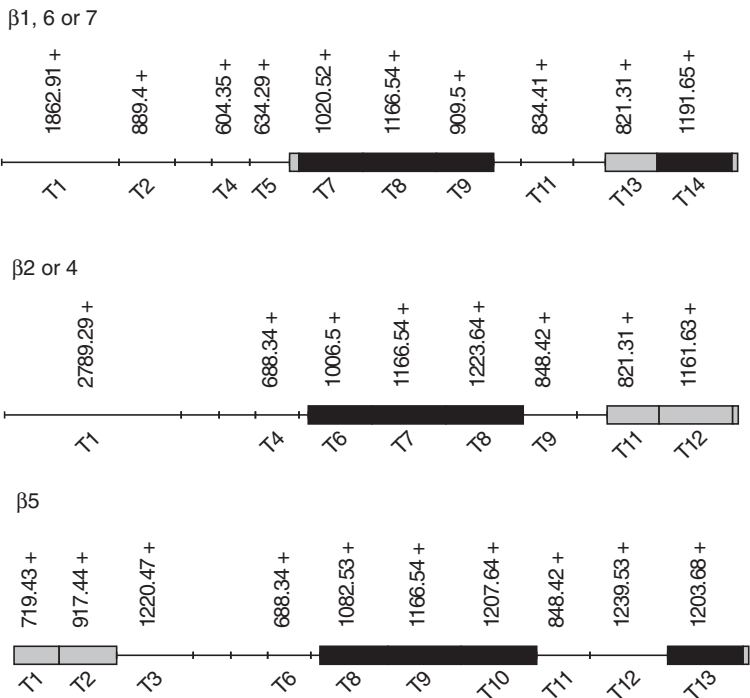 β1, 6 or 7
1862.91 + 889.4 + 604.35 + 634.29 + 1020.52 + 1166.54 + 909.5 + 834.41 + 821.31 + 1191.65 +
T1 T2 T4 T5 T7 T8 T9 T11 T13 T14
β2 or 4
2789.29 + 688.34 + 1006.5 + 1166.54 + 1223.64 + 848.42 + 821.31 + 1161.63 +
T1 T4 T6 T7 T8 T9 T11 T12
β5
719.43 + 917.44 + 1220.47 + 688.34 + 1082.53 + 1166.54 + 1207.64 + 848.42 + 1239.53 + 1203.68 +
T1 T2 T3 T6 T8 T9 T10 T11 T12 T13